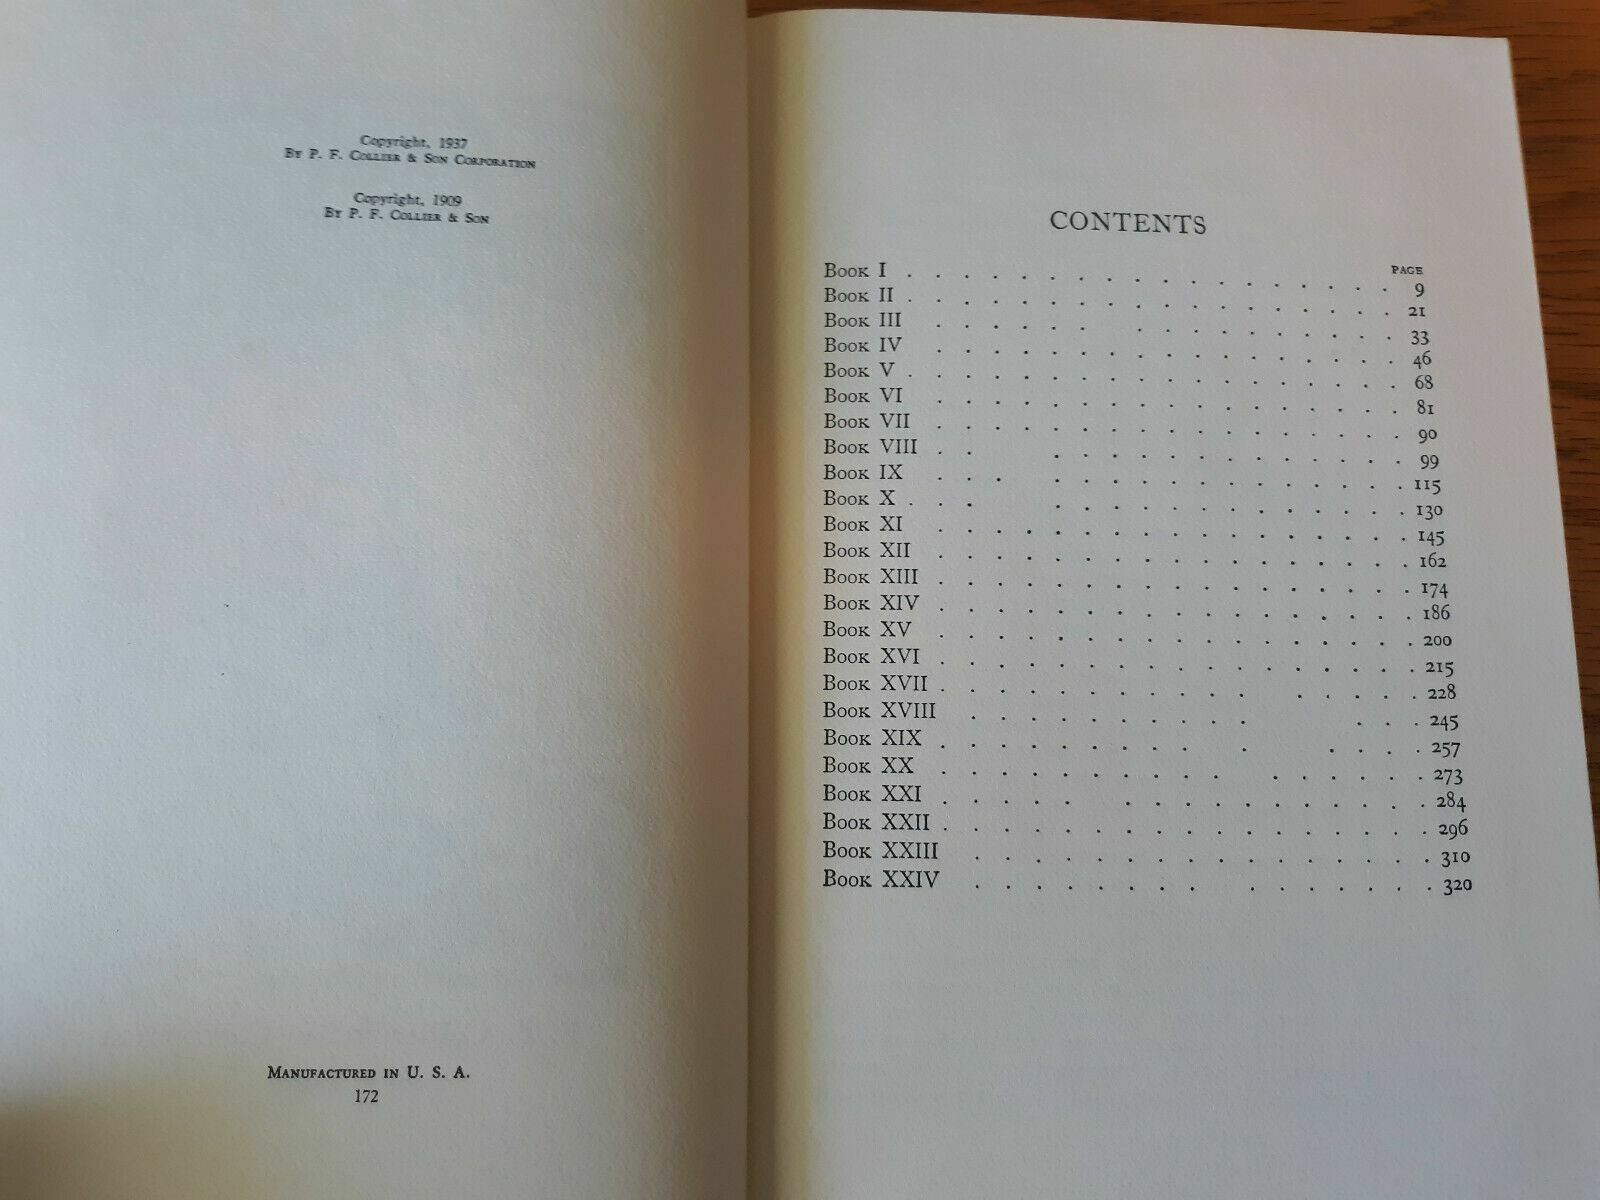 Copyright, 1937
By P. F. Collier & Son Corporation
Copyright, 1909
By P. F. Collier & Son
Manufactured in U. S. A.
172
CONTENTS
PAGE
Book I . . . . . . . . . . . . . . . . . 9
Book II . . . . . . . . . . . . . . . . . 21
Book III . . . . . . . . . . . . . . . 33
Book IV . . . . . . . . . . . . . . . . 46
Book V . . . . . . . . . . . . . . . . . 68
Book VI . . . . . . . . . . . . . . . . 81
Book VII . . . . . . . . . . . . . . . . 90
Book VIII . . . . . . . . . . . . . . 99
Book IX . . . . . . . . . . . . . . . 115
Book X . . . . . . . . . . . . . . . 130
Book XI . . . . . . . . . . . . . . . . 145
Book XII . . . . . . . . . . . . . . . . 162
Book XIII . . . . . . . . . . . . . . . . 174
Book XIV . . . . . . . . . . . . . . . . 186
Book XV . . . . . . . . . . . . . . . . 200
Book XVI . . . . . . . . . . . . . . . . 215
Book XVII . . . . . . . . . . . . . . . 228
Book XVIII . . . . . . . . . . . . . 245
Book XIX . . . . . . . . . . . . . . 257
Book XX . . . . . . . . . . . . . . . 273
Book XXI . . . . . . . . . . . . . . . 284
Book XXII . . . . . . . . . . . . . . . . 296
Book XXIII . . . . . . . . . . . . . . . 310
Book XXIV . . . . . . . . . . . . . . 320